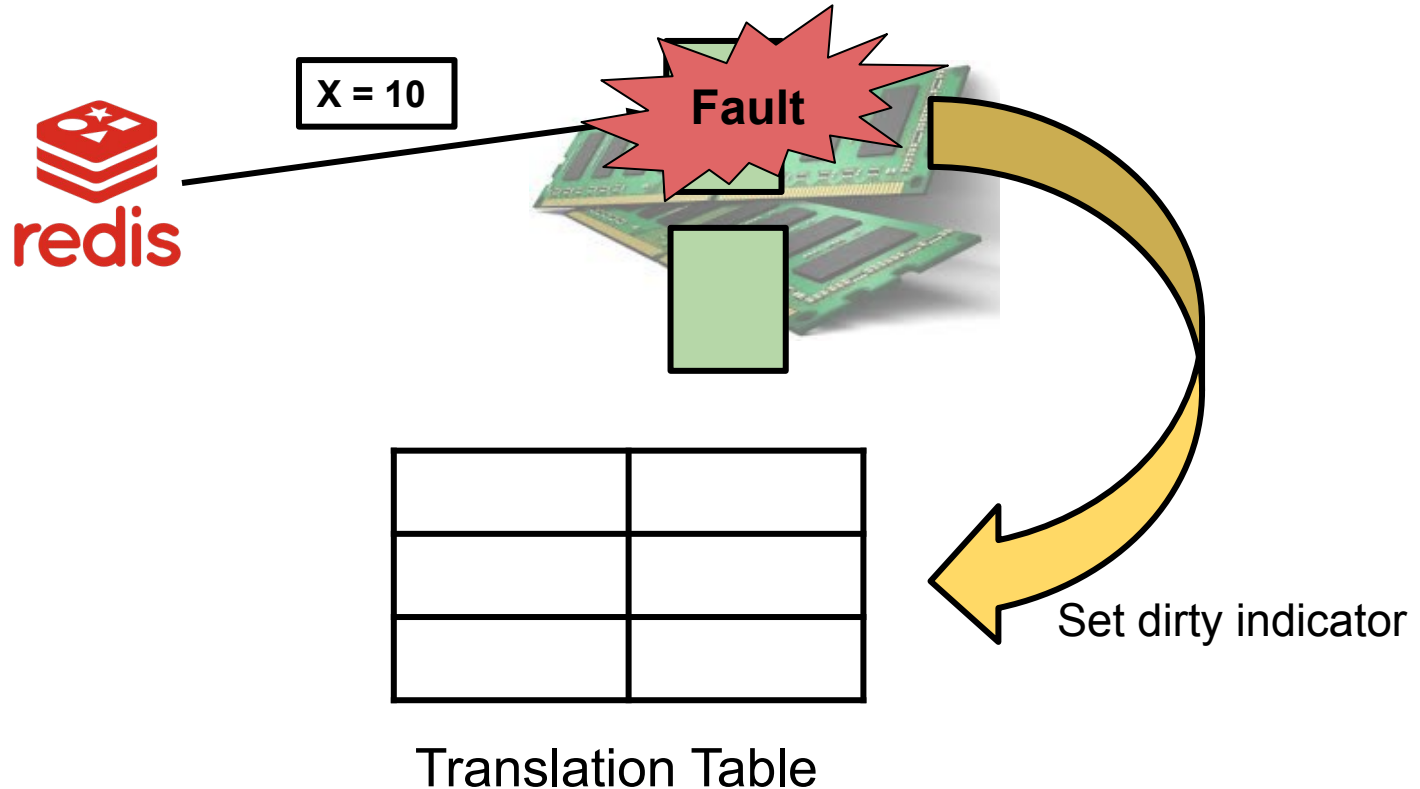 X = 10
Fault
redis
Set dirty indicator
Translation Table